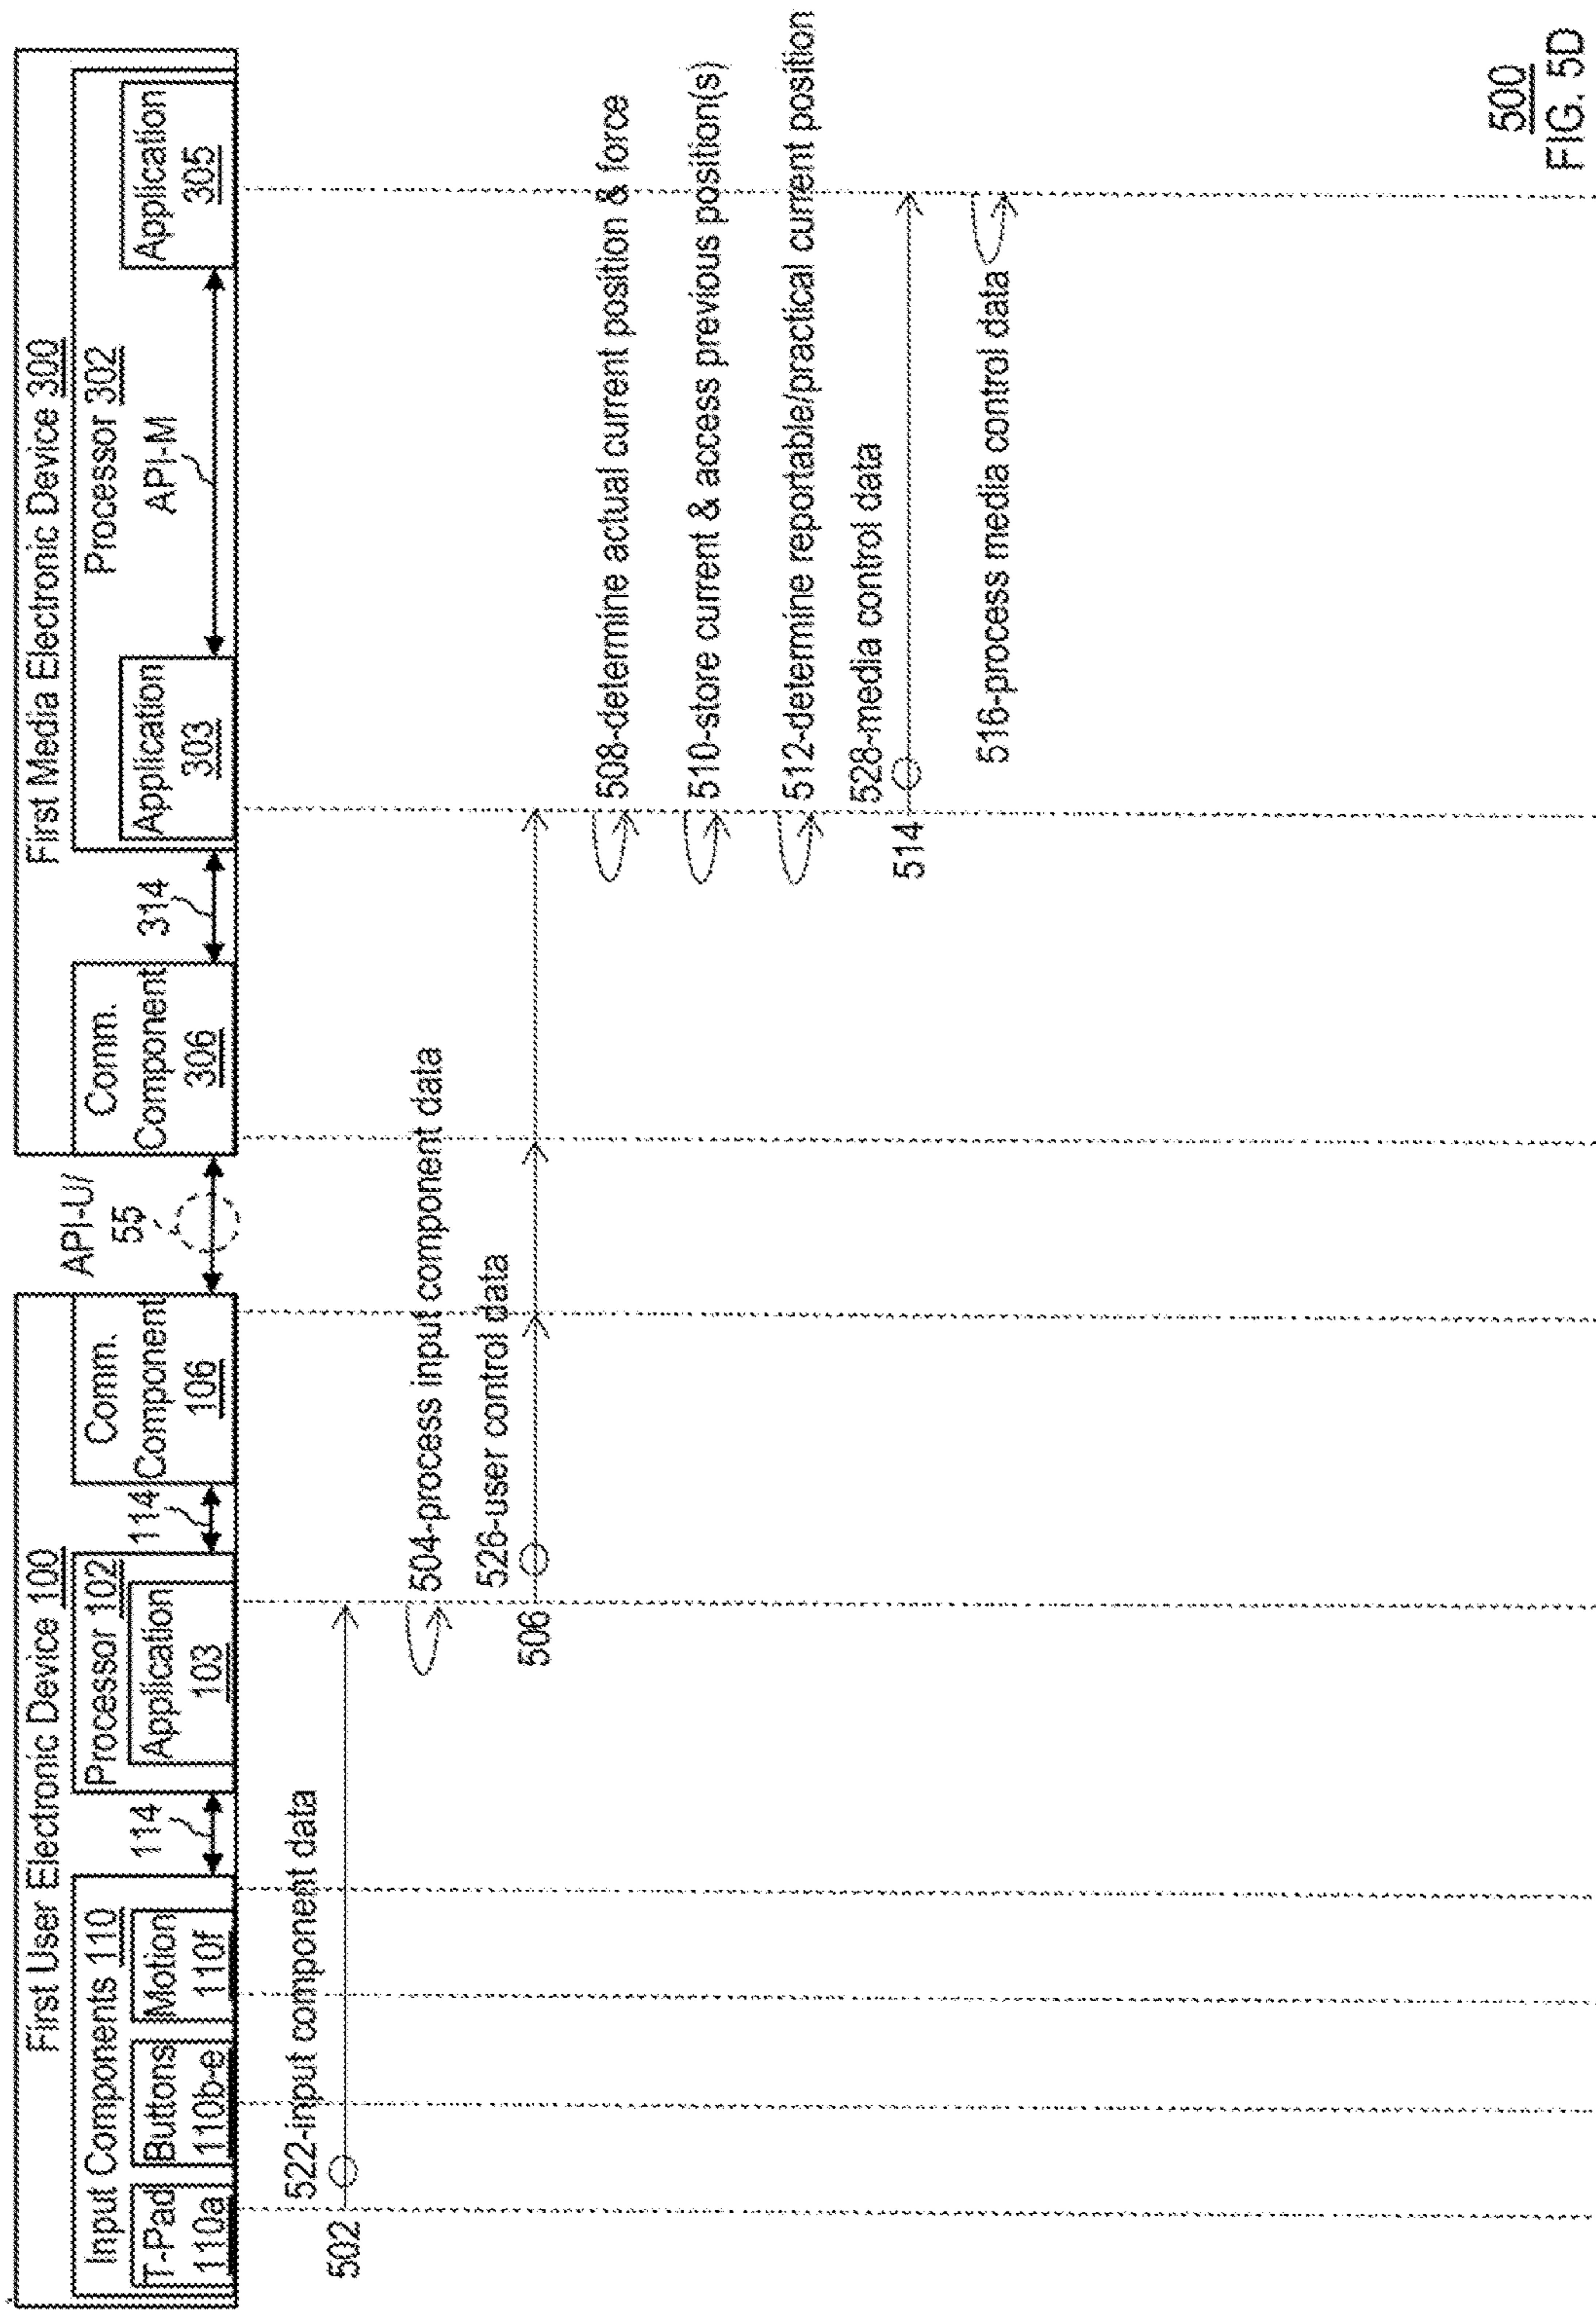 First User Electronic Device 100
Input Components 110
T-Pad
110a
Buttons
110b-e
Motion
110f
114
Processor 102
Application
103
114
Comm.
Component
106
API-U/
55
First Media Electronic Device 300
Comm.
Component
306
314
Processor 302
Application
303
API-M
Application
305
522-input component data
502
504-process input component data
526-user control data
506
508-determine actual current position & force
510-store current & access previous position(s)
512-determine reportable/practical current position
528-media control data
514
516-process media control data
500
FIG. 5D